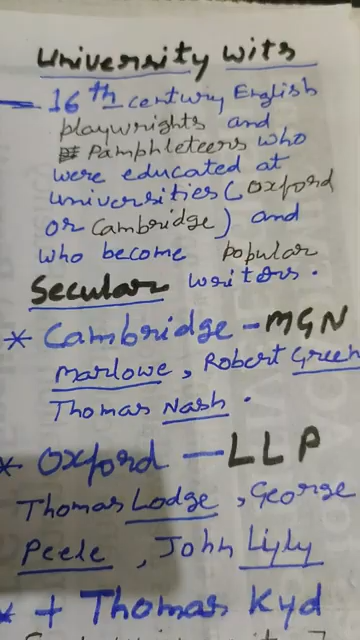 University Wits
16th century English
playwrights and
Pamphleteers who
were educated at
universities (Oxford
or Cambridge) and
who become popular
Secular writers.
* Cambridge - MGN
Marlowe, Robert Green
Thomas Nash.
* Oxford - LLP
Thomas Lodge, George
Peele, John Lyly
* + Thomas Kyd